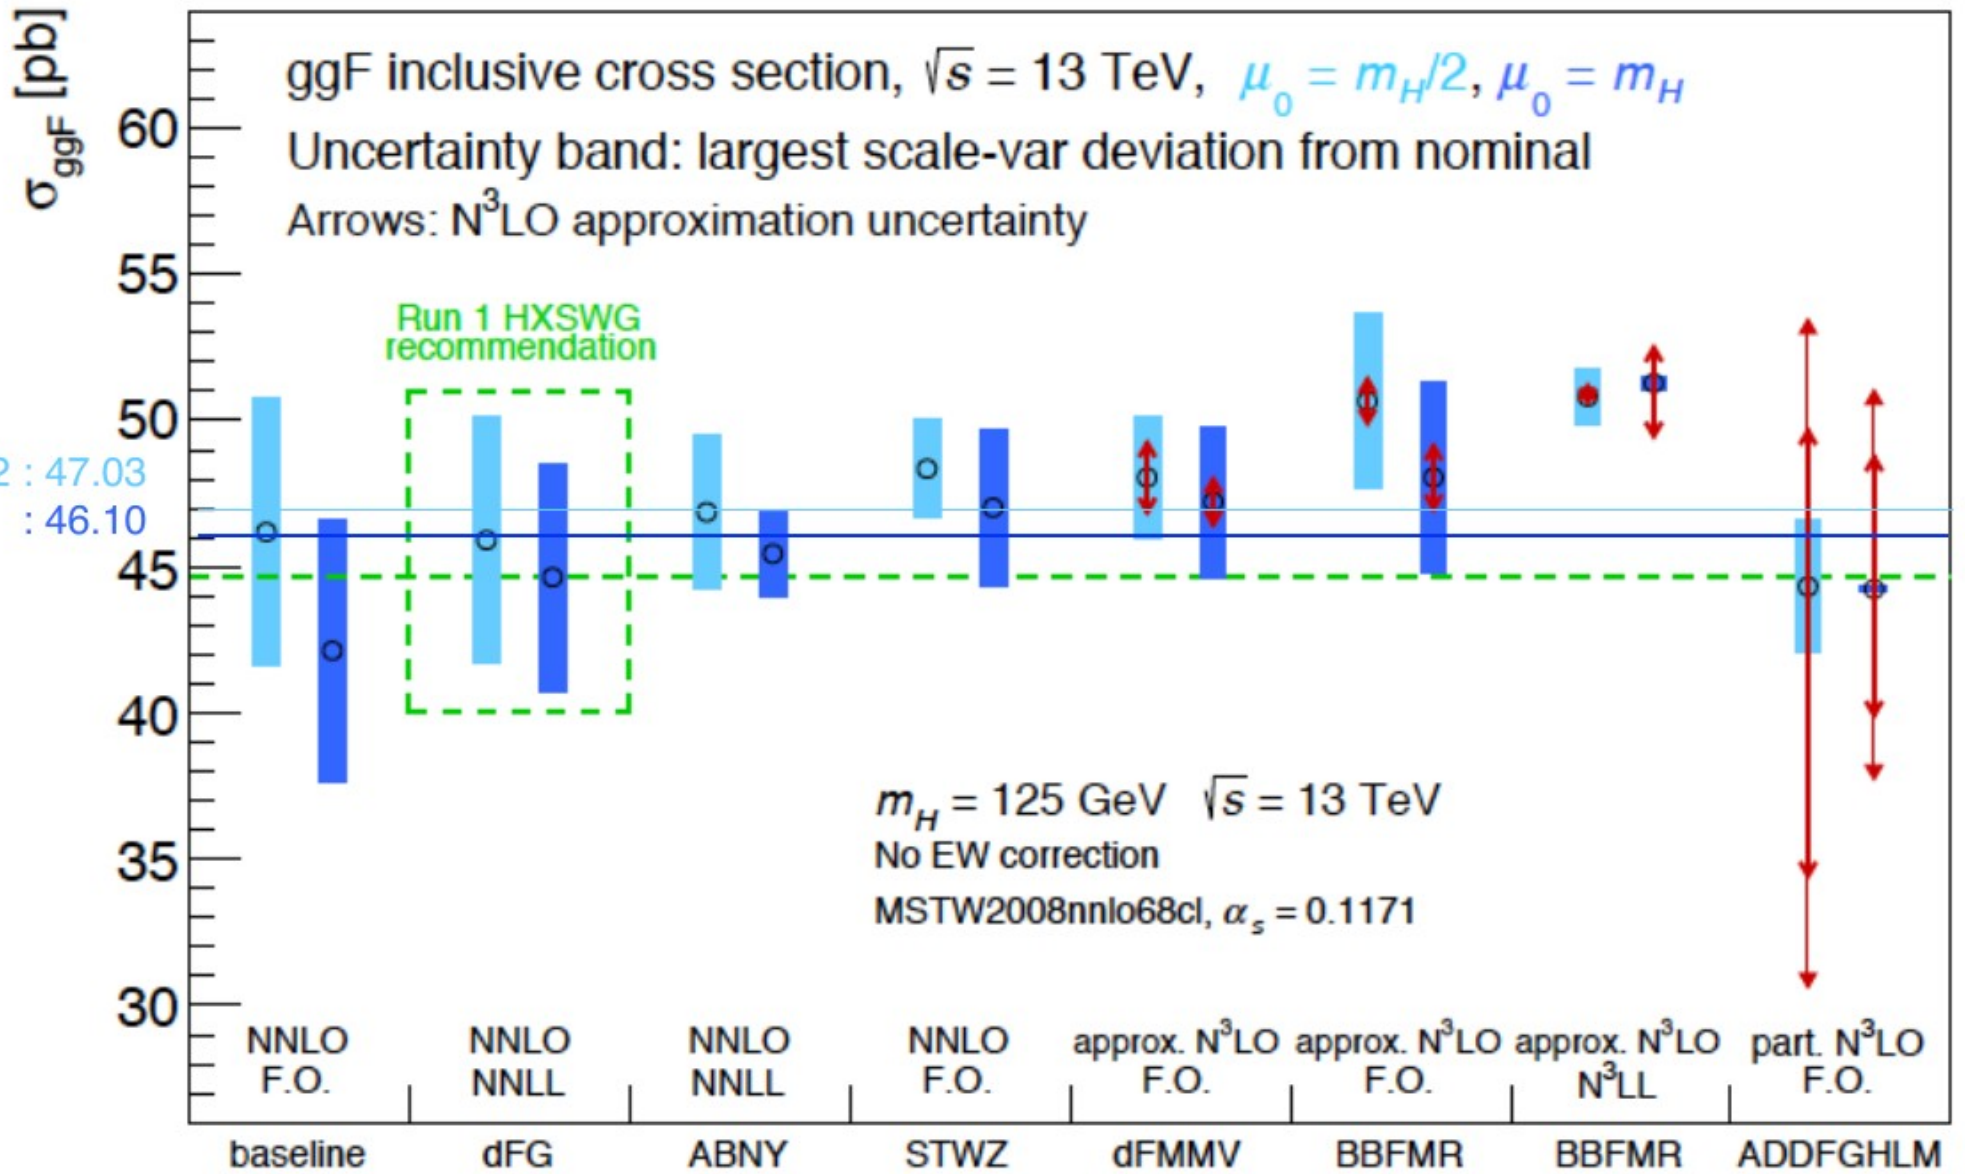 σggF [pb]
ggF inclusive cross section, √s = 13 TeV, μ0 = mH/2, μ0 = mH
Uncertainty band: largest scale-var deviation from nominal
Arrows: N³LO approximation uncertainty
60
55
50
45
40
35
30
2 : 47.03
: 46.10
Run 1 HXSWG
recommendation
mH = 125 GeV √s = 13 TeV
No EW correction
MSTW2008nnlo68cl, αs = 0.1171
NNLO NNLO NNLO NNLO approx. N³LO approx. N³LO approx. N³LO part. N³LO
F.O. NNLL NNLL F.O. F.O. F.O. N³LL F.O.
baseline dFG ABNY STWZ dFMMV BBFMR BBFMR ADDFGHLM